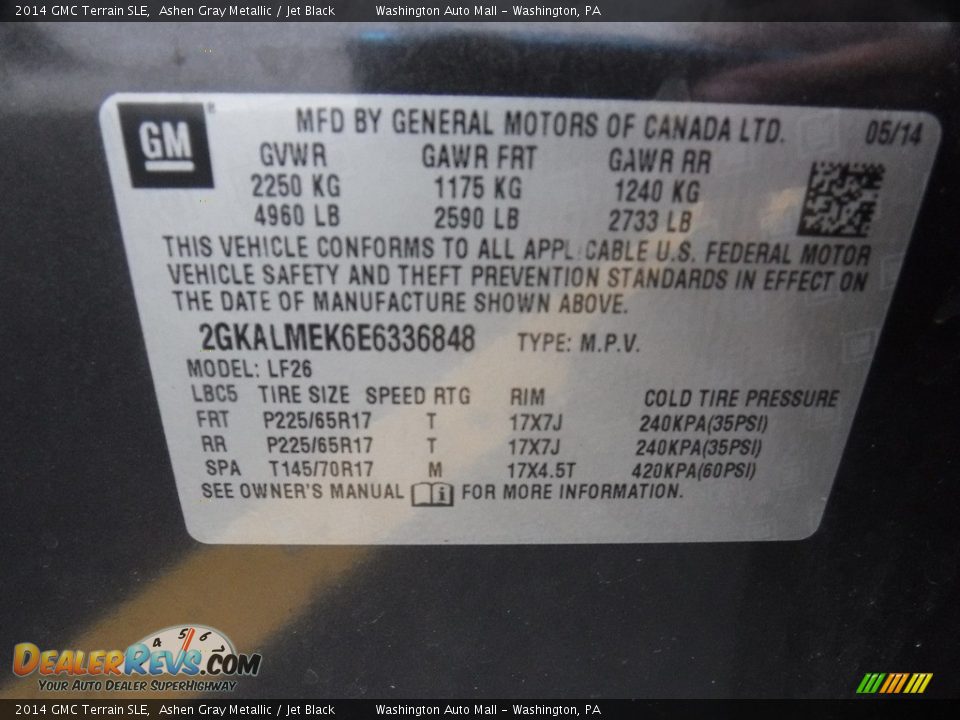 2014 GMC Terrain SLE, Ashen Gray Metallic / Jet Black Washington Auto Mall - Washington, PA
GM
MFD BY GENERAL MOTORS OF CANADA LTD. 05/14
GVWR GAWR FRT GAWR RR
2250 KG 1175 KG 1240 KG
4960 LB 2590 LB 2733 LB
THIS VEHICLE CONFORMS TO ALL APPLICABLE U.S. FEDERAL MOTOR
VEHICLE SAFETY AND THEFT PREVENTION STANDARDS IN EFFECT ON
THE DATE OF MANUFACTURE SHOWN ABOVE.
2GKALMEK6E6336848 TYPE: M.P.V.
MODEL: LF26
LBC5 TIRE SIZE SPEED RTG RIM COLD TIRE PRESSURE
FRT P225/65R17 T 17X7J 240KPA(35PSI)
RR P225/65R17 T 17X7J 240KPA(35PSI)
SPA T145/70R17 M 17X4.5T 420KPA(60PSI)
SEE OWNER'S MANUAL i FOR MORE INFORMATION.
4 5 6 7
DEALERREVS.COM
YOUR AUTO DEALER SUPERHIGHWAY
2014 GMC Terrain SLE, Ashen Gray Metallic / Jet Black Washington Auto Mall - Washington, PA